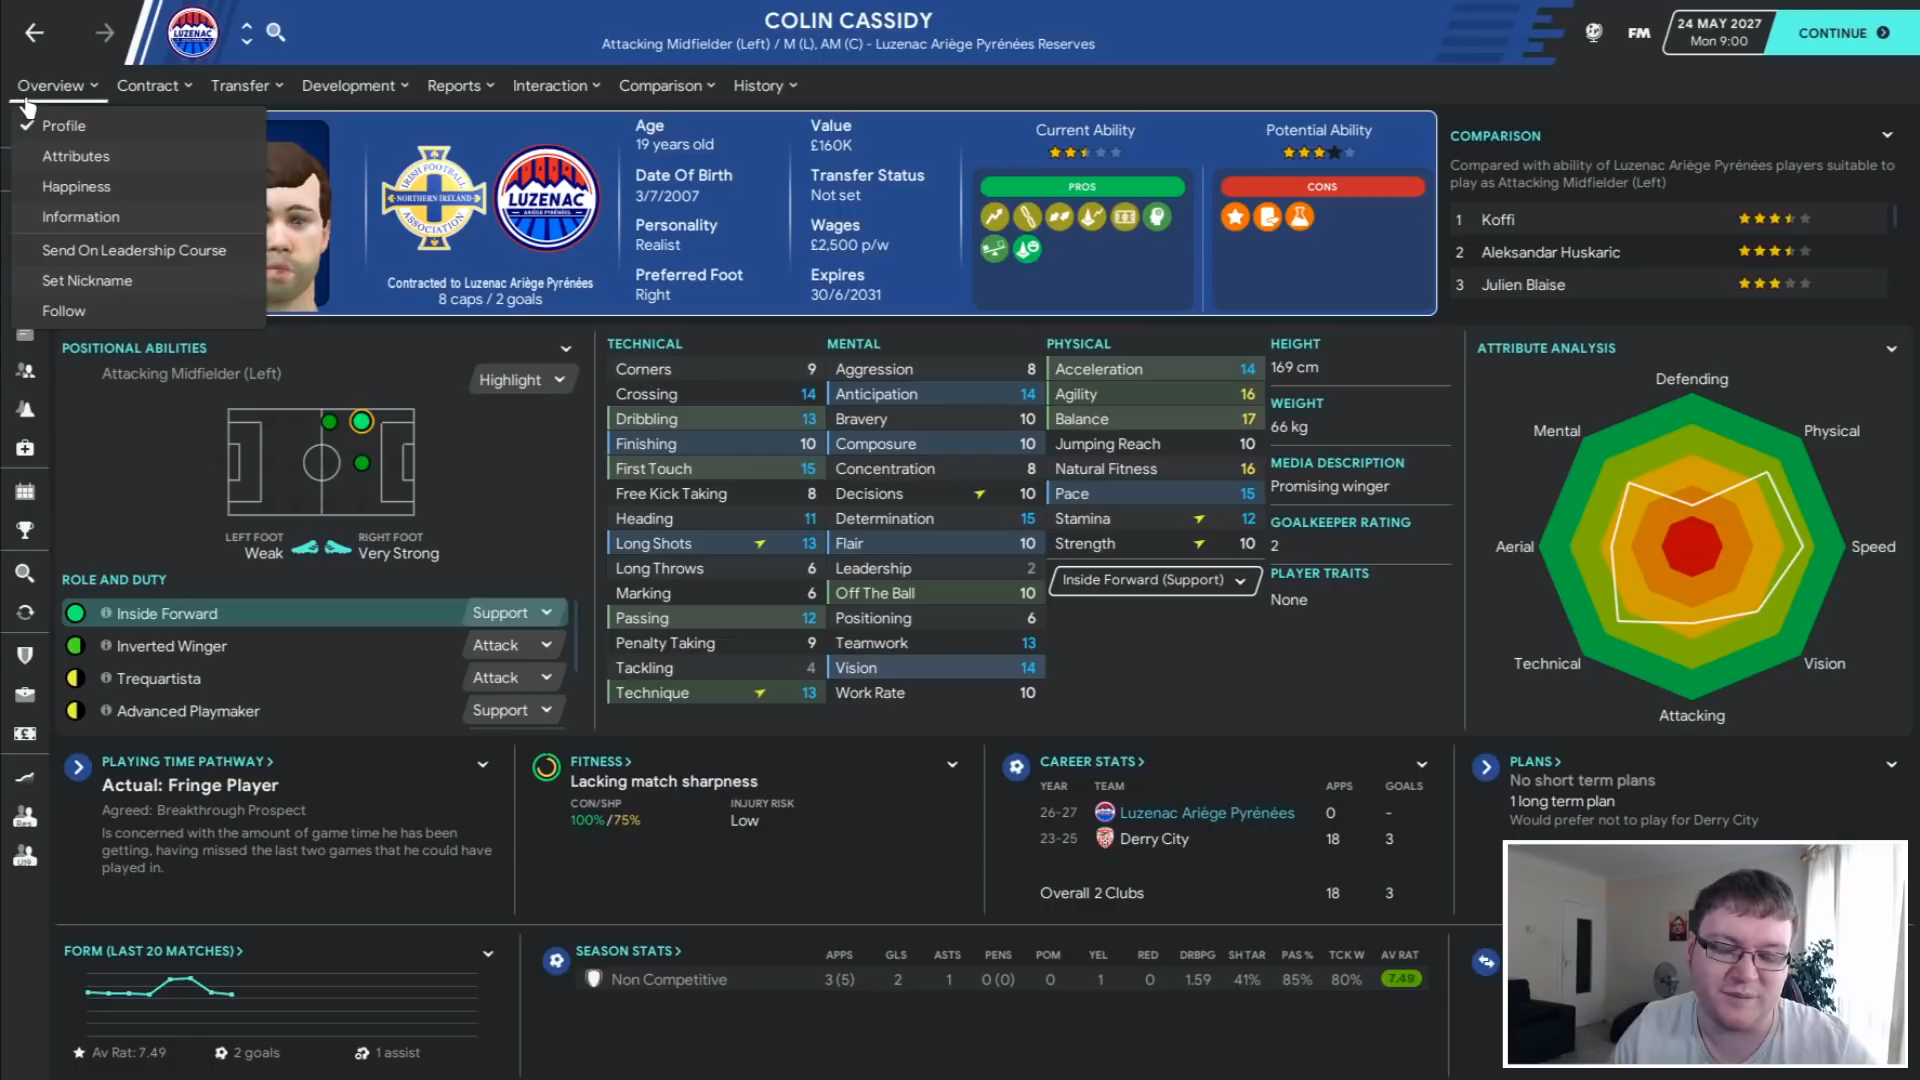 COLIN CASSIDY
Attacking Midfielder (Left) / M (L), AM (C) - Luzenac Ariège Pyrénées Reserves
LUZENAC
FM
24 MAY 2027
Mon 9:00
CONTINUE
Overview
Contract
Transfer
Development
Reports
Interaction
Comparison
History
Profile
Attributes
Happiness
Information
Send On Leadership Course
Set Nickname
Follow
IRISH FOOTBALL
NORTHERN IRELAND
ASSOCIATION
LUZENAC
ARIÈGE PYRÉNÉES
Contracted to Luzenac Ariège Pyrénées
8 caps / 2 goals
Age
19 years old
Date Of Birth
3/7/2007
Personality
Realist
Preferred Foot
Right
Value
£160K
Transfer Status
Not set
Wages
£2,500 p/w
Expires
30/6/2031
Current Ability
PROS
Potential Ability
CONS
COMPARISON
Compared with ability of Luzenac Ariège Pyrénées players suitable to
play as Attacking Midfielder (Left)
1 Koffi
2 Aleksandar Huskaric
3 Julien Blaise
POSITIONAL ABILITIES
Attacking Midfielder (Left)
Highlight
LEFT FOOT
Weak
RIGHT FOOT
Very Strong
ROLE AND DUTY
Inside Forward Support
Inverted Winger Attack
Trequartista Attack
Advanced Playmaker Support
TECHNICAL
Corners 9
Crossing 14
Dribbling 13
Finishing 10
First Touch 15
Free Kick Taking 8
Heading 11
Long Shots 13
Long Throws 6
Marking 6
Passing 12
Penalty Taking 9
Tackling 4
Technique 13
MENTAL
Aggression 8
Anticipation 14
Bravery 10
Composure 10
Concentration 8
Decisions 10
Determination 15
Flair 10
Leadership 2
Off The Ball 10
Positioning 6
Teamwork 13
Vision 14
Work Rate 10
PHYSICAL
Acceleration 14
Agility 16
Balance 17
Jumping Reach 10
Natural Fitness 16
Pace 15
Stamina 12
Strength 10
Inside Forward (Support)
HEIGHT
169 cm
WEIGHT
66 kg
MEDIA DESCRIPTION
Promising winger
GOALKEEPER RATING
2
PLAYER TRAITS
None
ATTRIBUTE ANALYSIS
Defending
Mental
Physical
Aerial
Speed
Technical
Vision
Attacking
PLAYING TIME PATHWAY >
Actual: Fringe Player
Agreed: Breakthrough Prospect
Is concerned with the amount of game time he has been
getting, having missed the last two games that he could have
played in.
FITNESS >
Lacking match sharpness
CON/SHP
100%/75%
INJURY RISK
Low
CAREER STATS >
YEAR TEAM APPS GOALS
26-27 Luzenac Ariège Pyrénées 0 -
23-25 Derry City 18 3
Overall 2 Clubs 18 3
PLANS >
No short term plans
1 long term plan
Would prefer not to play for Derry City
Res
U19
FORM (LAST 20 MATCHES) >
Av Rat: 7.49
2 goals
1 assist
SEASON STATS > APPS GLS ASTS PENS POM YEL RED DRBPG SH TAR PAS % TCK W AV RAT
Non Competitive 3 (5) 2 1 0 (0) 0 1 0 1.59 41% 85% 80% 7.49